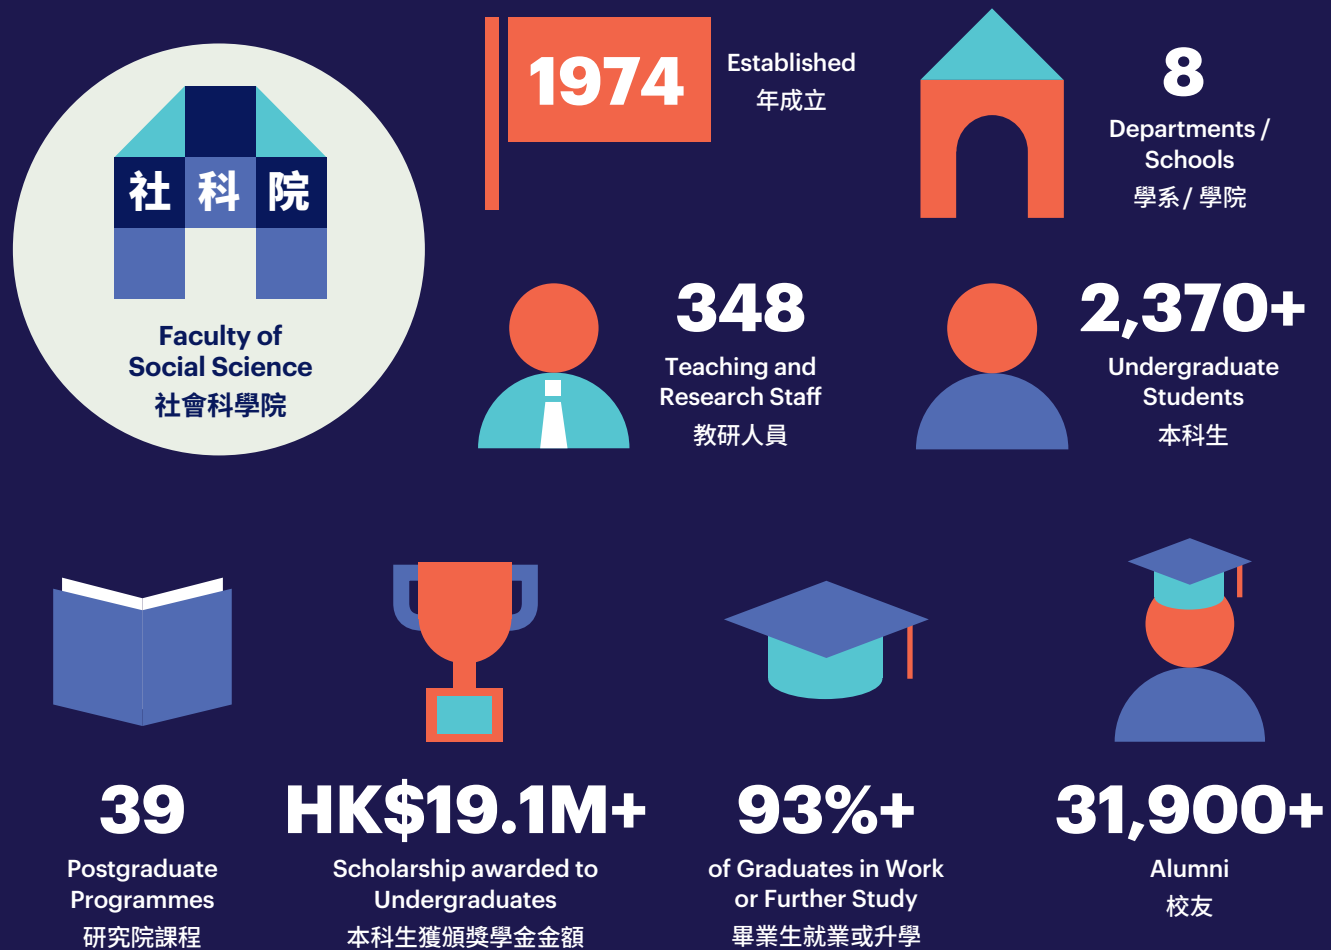 社科院
Faculty of
Social Science
社會科學院
1974
Established
年成立
8
Departments /
Schools
學系 / 學院
348
Teaching and
Research Staff
教研人員
2,370+
Undergraduate
Students
本科生
39
Postgraduate
Programmes
研究院課程
HK$19.1M+
Scholarship awarded to
Undergraduates
本科生獲頒獎學金金額
93%+
of Graduates in Work
or Further Study
畢業生就業或升學
31,900+
Alumni
校友